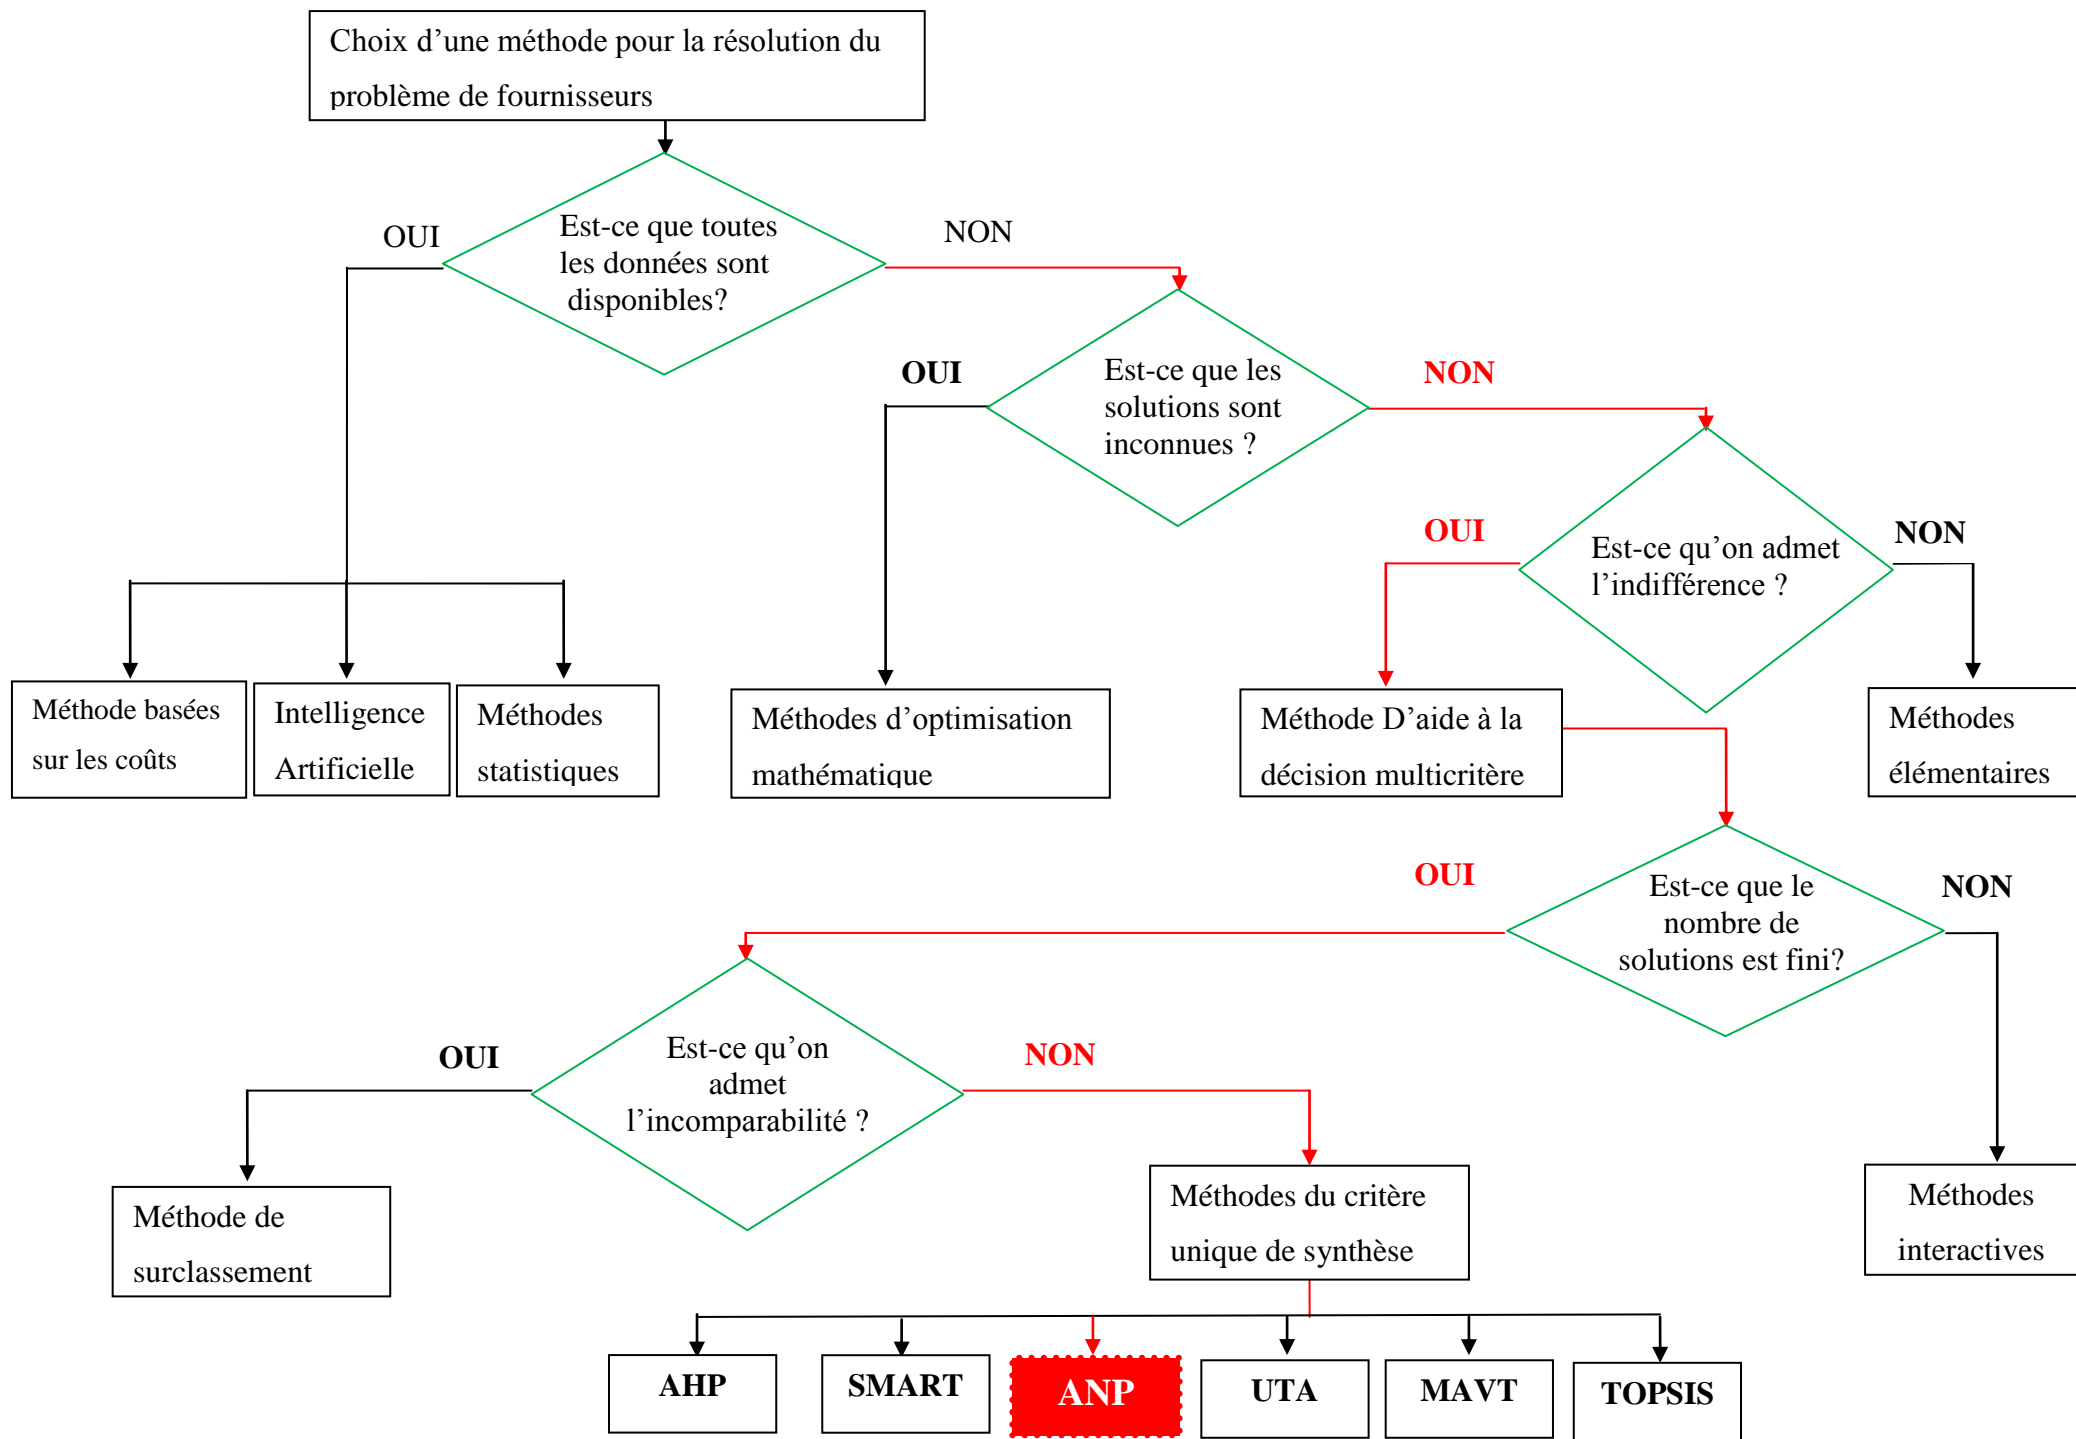 Choix d’une méthode pour la résolution du
problème de fournisseurs
OUI
Est-ce que toutes
les données sont
disponibles?
NON
OUI
Est-ce que les
solutions sont
inconnues ?
NON
OUI
Est-ce qu’on admet
l’indifférence ?
NON
Méthode basées
sur les coûts
Intelligence
Artificielle
Méthodes
statistiques
Méthodes d’optimisation
mathématique
Méthode D’aide à la
décision multicritère
Méthodes
élémentaires
OUI
Est-ce que le
nombre de
solutions est fini?
NON
OUI
Est-ce qu’on
admet
l’incomparabilité ?
NON
Méthode de
surclassement
Méthodes du critère
unique de synthèse
Méthodes
interactives
AHP
SMART
ANP
UTA
MAVT
TOPSIS